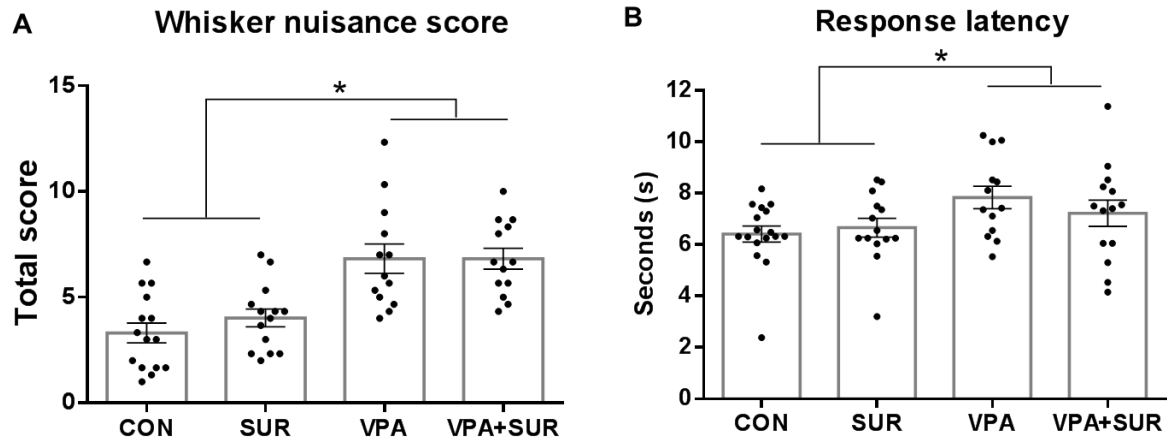 A
Whisker nuisance score
*
Total score
15
10
5
0
CON SUR VPA VPA+SUR
B
Response latency
*
Seconds (s)
12
10
8
6
4
2
0
CON SUR VPA VPA+SUR